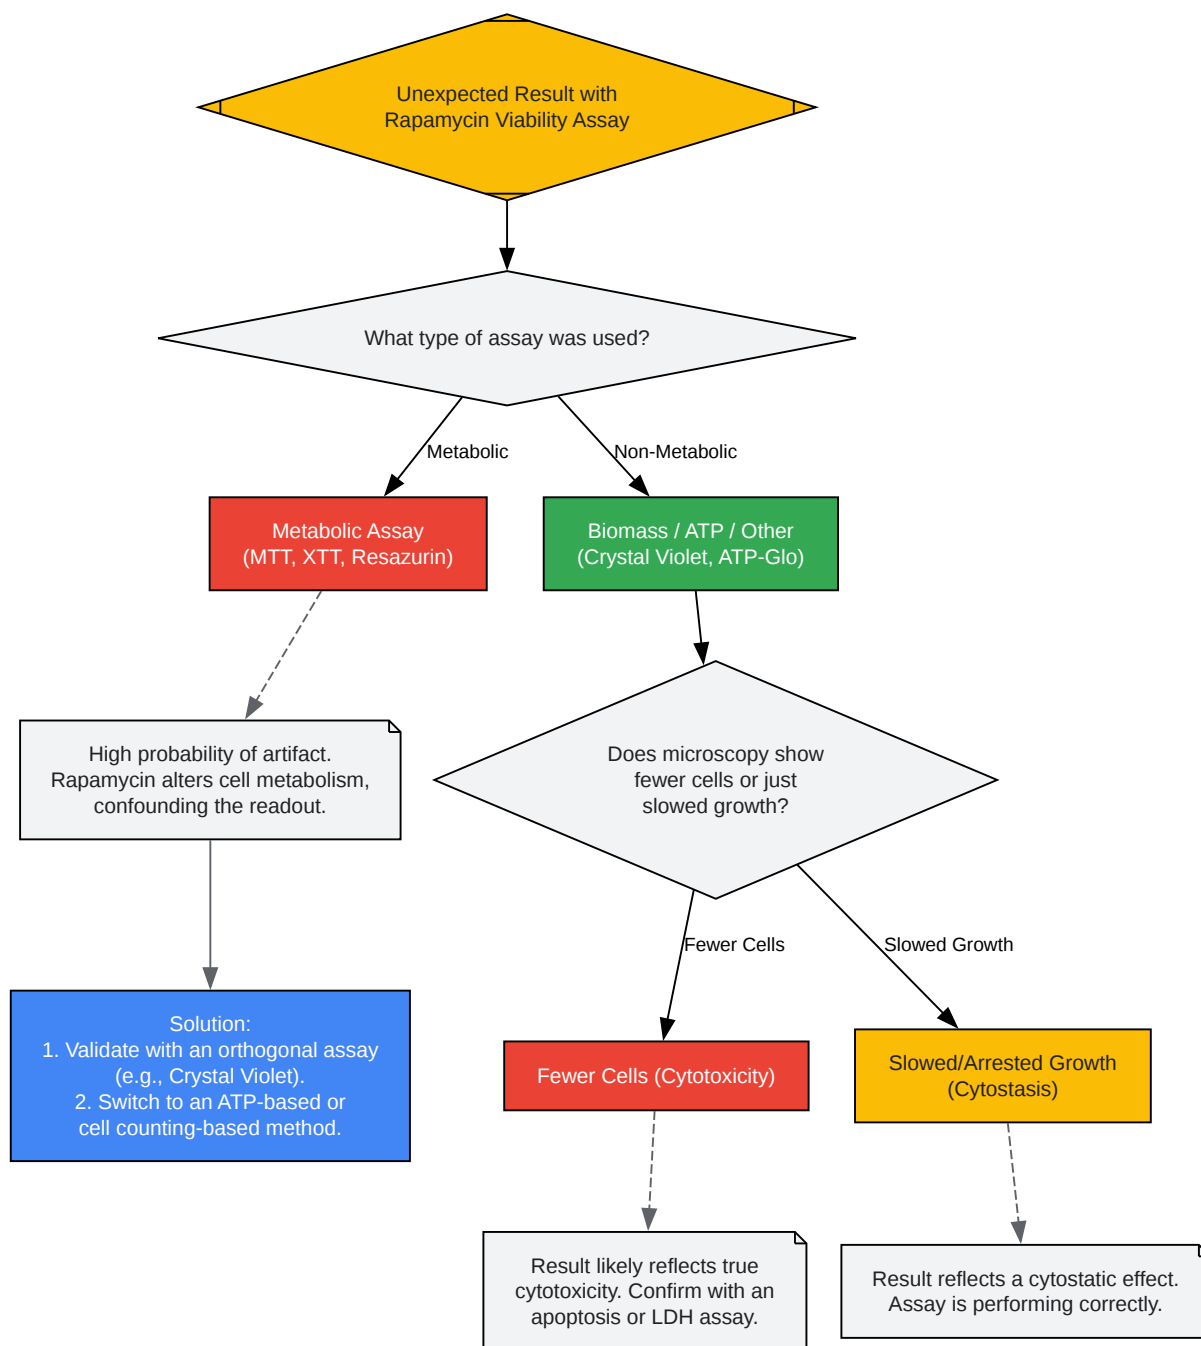 Unexpected Result with
Rapamycin Viability Assay
What type of assay was used?
Metabolic
Non-Metabolic
Metabolic Assay
(MTT, XTT, Resazurin)
Biomass / ATP / Other
(Crystal Violet, ATP-Glo)
High probability of artifact.
Rapamycin alters cell metabolism,
confounding the readout.
Does microscopy show
fewer cells or just
slowed growth?
Fewer Cells
Slowed Growth
Solution:
1. Validate with an orthogonal assay
(e.g., Crystal Violet).
2. Switch to an ATP-based or
cell counting-based method.
Fewer Cells (Cytotoxicity)
Slowed/Arrested Growth
(Cytostasis)
Result likely reflects true
cytotoxicity. Confirm with an
apoptosis or LDH assay.
Result reflects a cytostatic effect.
Assay is performing correctly.